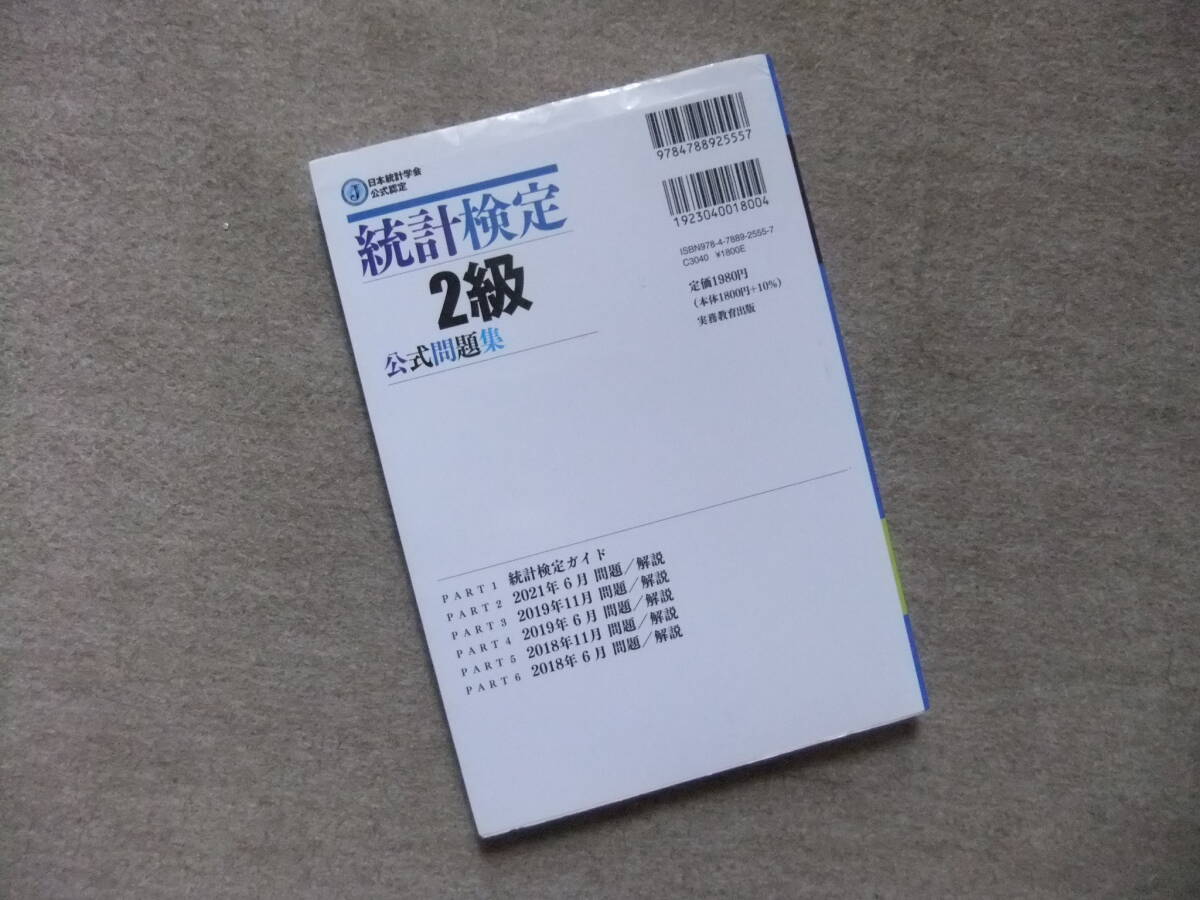 日本統計学会
公式認定
統計検定
2級
公式問題集
9784788925557
1923040018004
ISBN978-4-7889-2555-7
C3040 ¥1800E
定価1980円
(本体1800円+10%)
実務教育出版
PART 1 統計検定ガイド
PART 2 2021年 6月 問題/解説
PART 3 2019年11月 問題/解説
PART 4 2019年 6月 問題/解説
PART 5 2018年11月 問題/解説
PART 6 2018年 6月 問題/解説